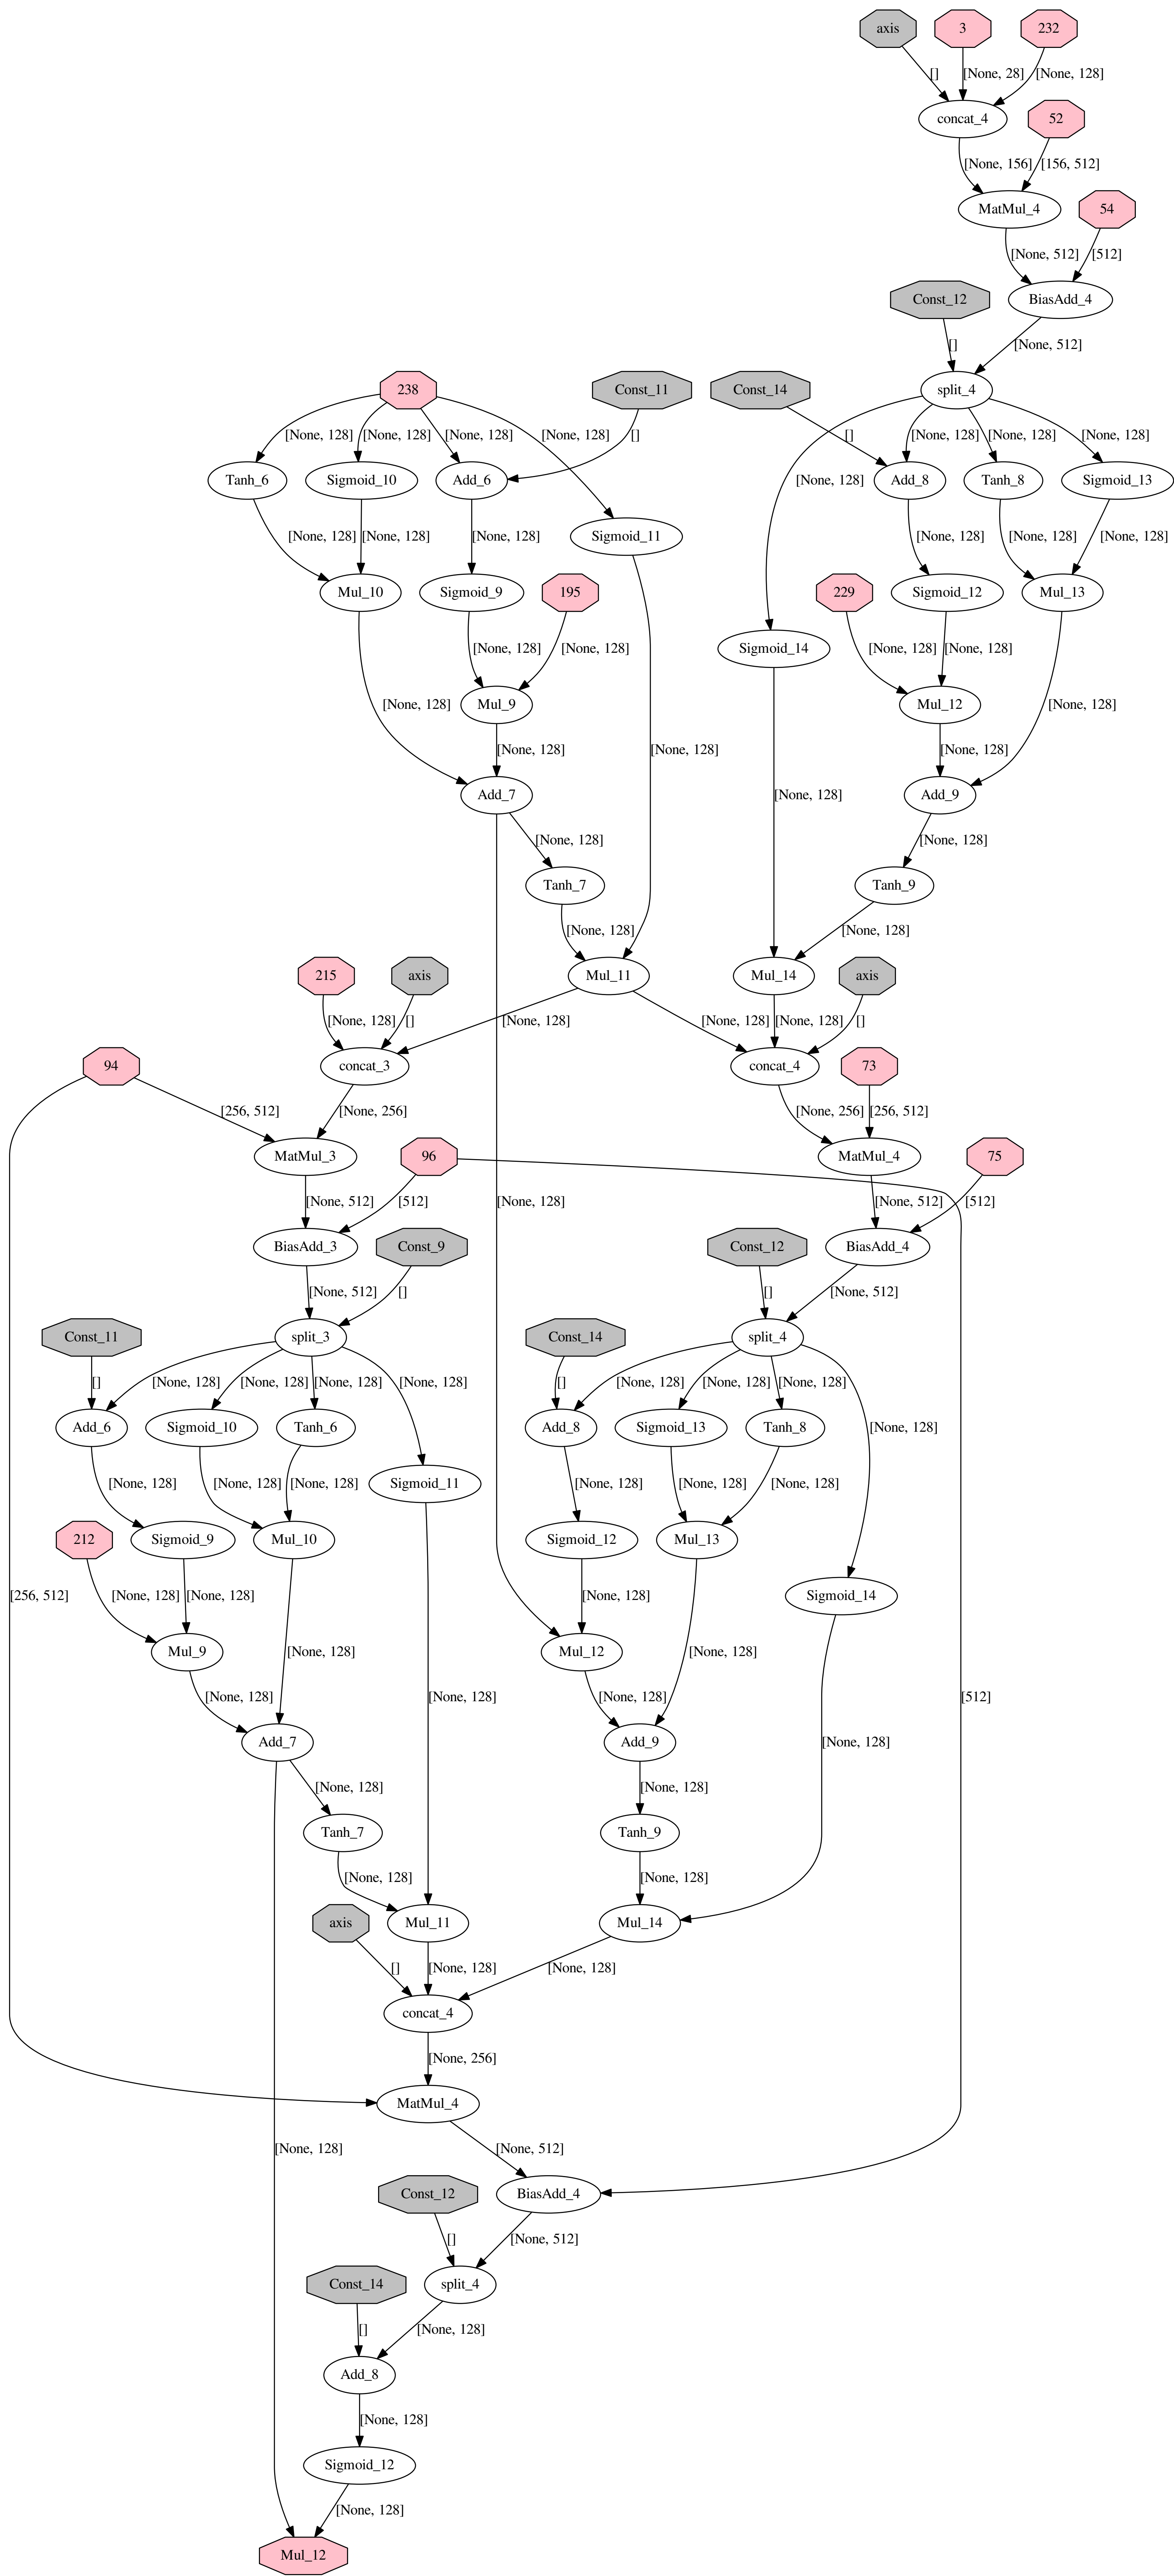 axis
3
232
[]
[None, 28]
[None, 128]
concat_4
52
[None, 156]
[156, 512]
MatMul_4
54
[None, 512]
[512]
Const_12
BiasAdd_4
[]
[None, 512]
238
Const_11
Const_14
split_4
[None, 128]
[None, 128]
[None, 128]
[None, 128]
[]
[]
[None, 128]
[None, 128]
[None, 128]
Tanh_6
Sigmoid_10
Add_6
[None, 128]
Add_8
Tanh_8
Sigmoid_13
[None, 128]
[None, 128]
[None, 128]
Sigmoid_11
[None, 128]
[None, 128]
[None, 128]
Mul_10
Sigmoid_9
195
229
Sigmoid_12
Mul_13
[None, 128]
[None, 128]
Sigmoid_14
[None, 128]
[None, 128]
[None, 128]
Mul_9
Mul_12
[None, 128]
[None, 128]
[None, 128]
[None, 128]
Add_7
[None, 128]
Add_9
[None, 128]
[None, 128]
Tanh_7
Tanh_9
[None, 128]
[None, 128]
215
axis
Mul_11
Mul_14
axis
[None, 128]
[]
[None, 128]
[None, 128]
[None, 128]
[]
94
concat_3
concat_4
73
[256, 512]
[None, 256]
[None, 256]
[256, 512]
MatMul_3
96
MatMul_4
75
[None, 512]
[512]
[None, 128]
[None, 512]
[512]
BiasAdd_3
Const_9
Const_12
BiasAdd_4
[None, 512]
[]
[]
[None, 512]
Const_11
split_3
Const_14
split_4
[]
[None, 128]
[None, 128]
[None, 128]
[None, 128]
[]
[None, 128]
[None, 128]
[None, 128]
Add_6
Sigmoid_10
Tanh_6
Add_8
Sigmoid_13
Tanh_8
[None, 128]
[None, 128]
[None, 128]
[None, 128]
Sigmoid_11
[None, 128]
[None, 128]
[None, 128]
212
Sigmoid_9
Mul_10
Sigmoid_12
Mul_13
[256, 512]
[None, 128]
[None, 128]
[None, 128]
Sigmoid_14
Mul_9
[None, 128]
Mul_12
[None, 128]
[None, 128]
[None, 128]
[None, 128]
[512]
Add_7
Add_9
[None, 128]
[None, 128]
[None, 128]
Tanh_7
Tanh_9
[None, 128]
[None, 128]
axis
Mul_11
Mul_14
[]
[None, 128]
[None, 128]
concat_4
[None, 256]
MatMul_4
[None, 128]
[None, 512]
Const_12
BiasAdd_4
[]
[None, 512]
Const_14
split_4
[]
[None, 128]
Add_8
[None, 128]
Sigmoid_12
[None, 128]
Mul_12